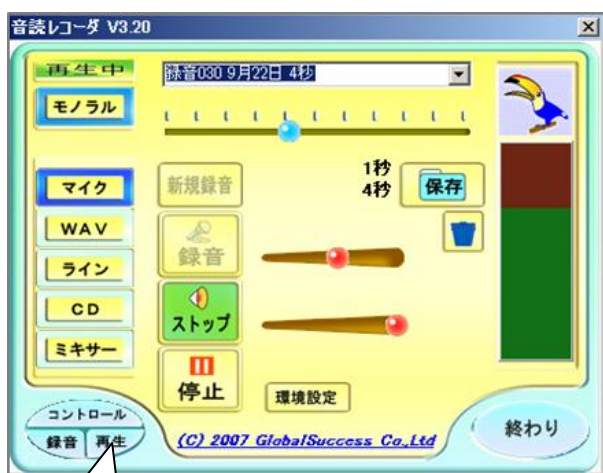 音読レコーダ V3.20
再生中
録音030 9月22日 4秒
モノラル
マイク
新規録音
1秒
4秒
保存
WAV
録音
ライン
CD
ストップ
ミキサー
停止
環境設定
コントロール
録音 再生
(C) 2007 GlobalSuccess Co.,Ltd
終わり